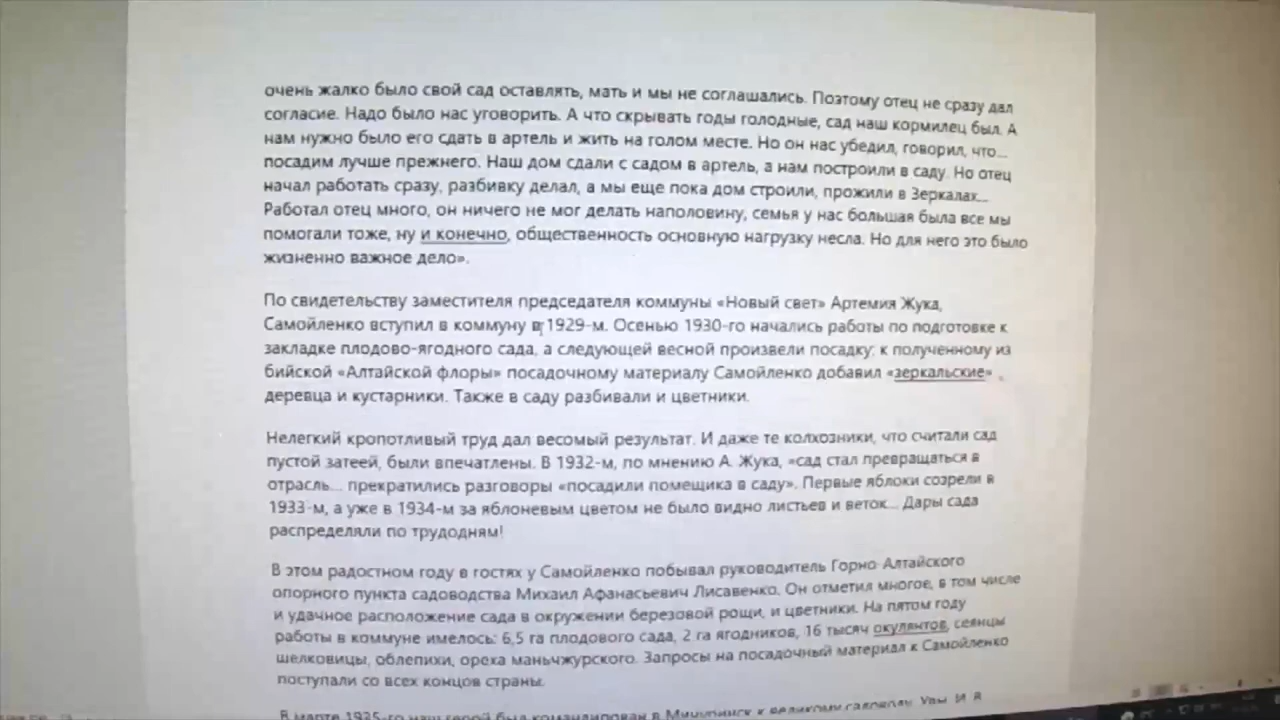 очень жалко было свой сад оставлять, мать и мы не соглашались. Поэтому отец не сразу дал
согласие. Надо было нас уговорить. А что скрывать годы голодные, сад наш кормилец был. А
нам нужно было его сдать в артель и жить на голом месте. Но он нас убедил, говорил, что...
посадим лучше прежнего. Наш дом сдали с садом в артель, а нам построили в саду. Но отец
начал работать сразу, разбивку делал, а мы еще пока дом строили, прожили в Зеркалах...
Работал отец много, он ничего не мог делать наполовину, семья у нас большая была все мы
помогали тоже, ну и конечно, общественность основную нагрузку несла. Но для него это было
жизненно важное дело».
По свидетельству заместителя председателя коммуны «Новый свет» Артемия Жука,
Самойленко вступил в коммуну в 1929-м. Осенью 1930-го начались работы по подготовке к
закладке плодово-ягодного сада, а следующей весной произвели посадку: к полученному из
бийской «Алтайской флоры» посадочному материалу Самойленко добавил «зеркальские»
деревца и кустарники. Также в саду разбивали и цветники.
Нелегкий кропотливый труд дал весомый результат. И даже те колхозники, что считали сад
пустой затеей, были впечатлены. В 1932-м, по мнению А. Жука, «сад стал превращаться в
отрасль... прекратились разговоры «посадили помещика в саду». Первые яблоки созрели в
1933-м, а уже в 1934-м за яблоневым цветом не было видно листьев и веток... Дары сада
распределяли по трудодням!
В этом радостном году в гостях у Самойленко побывал руководитель Горно-Алтайского
опорного пункта садоводства Михаил Афанасьевич Лисавенко. Он отметил многое, в том числе
и удачное расположение сада в окружении березовой рощи, и цветники. На пятом году
работы в коммуне имелось: 6,5 га плодового сада, 2 га ягодников, 16 тысяч окулянтов, сеянцы
шелковицы, облепихи, ореха маньчжурского. Запросы на посадочный материал к Самойленко
поступали со всех концов страны.
В марте 1935-го наш герой был командирован в Мичуринск к великому садоводу. Увы, И.В.